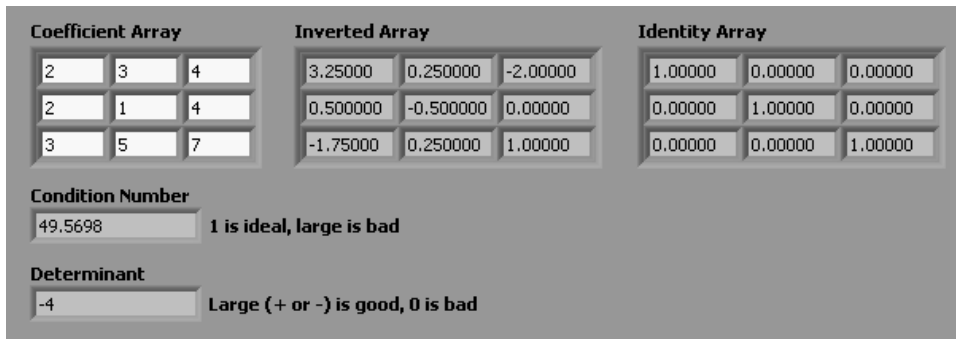 Coefficient Array Inverted Array Identity Array
2 3 4 3.25000 0.250000 -2.00000 1.00000 0.00000 0.00000
2 1 4 0.500000 -0.500000 0.00000 0.00000 1.00000 0.00000
3 5 7 -1.75000 0.250000 1.00000 0.00000 0.00000 1.00000
Condition Number
49.5698 1 is ideal, large is bad
Determinant
-4 Large (+ or -) is good, 0 is bad